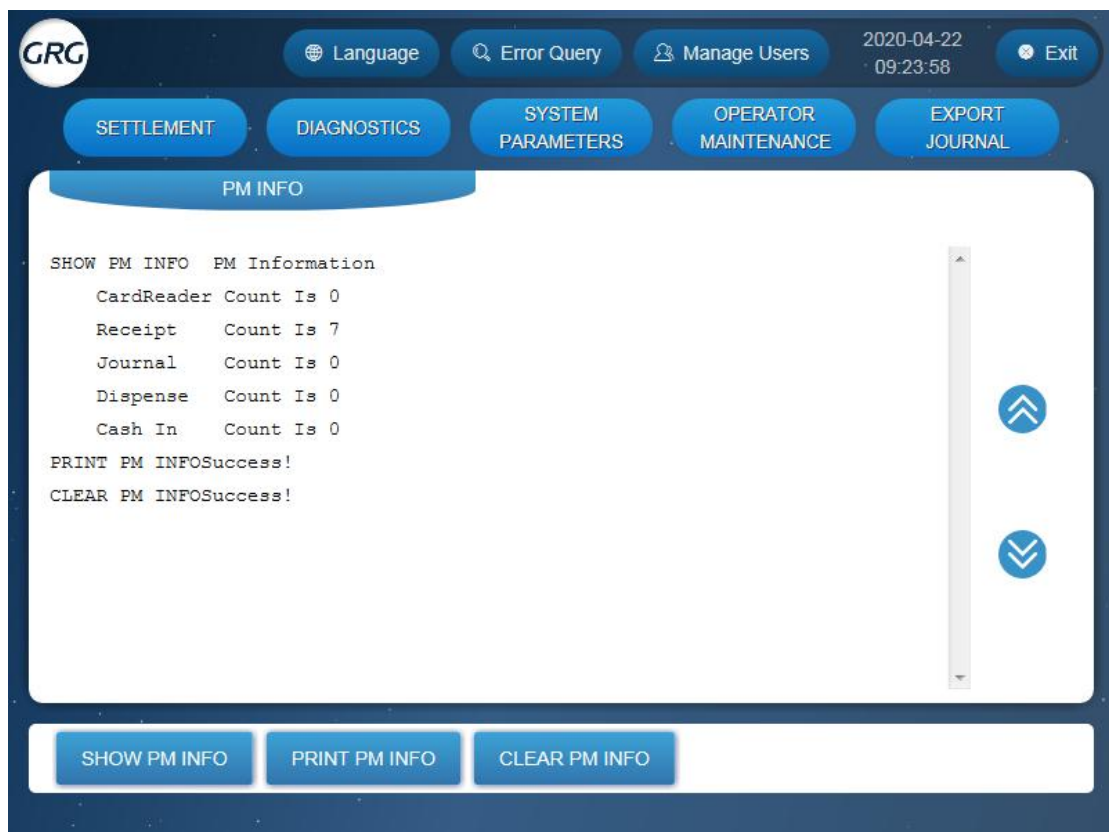 GRG
Language
Error Query
Manage Users
2020-04-22
09:23:58
Exit
SETTLEMENT
DIAGNOSTICS
SYSTEM
PARAMETERS
OPERATOR
MAINTENANCE
EXPORT
JOURNAL
PM INFO
SHOW PM INFO  PM Information
CardReader Count Is 0
Receipt    Count Is 7
Journal    Count Is 0
Dispense   Count Is 0
Cash In    Count Is 0
PRINT PM INFOSuccess!
CLEAR PM INFOSuccess!
SHOW PM INFO
PRINT PM INFO
CLEAR PM INFO